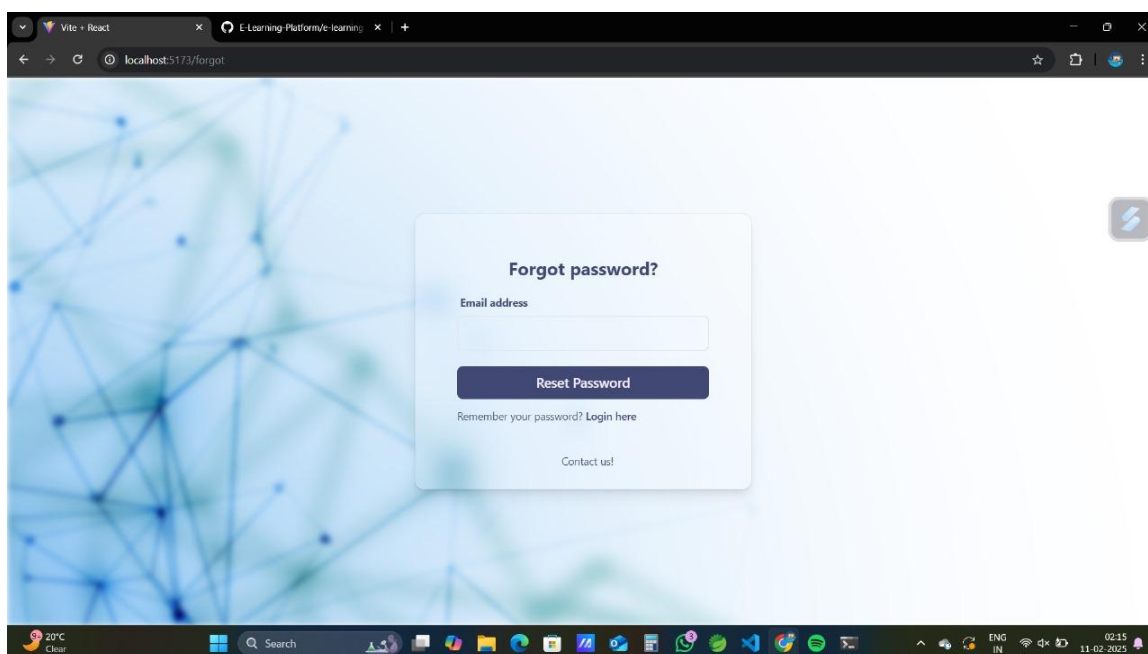 Vite + React
E-Learning-Platform/e-learning
localhost:5173/forgot
Forgot password?
Email address
Reset Password
Remember your password? Login here
Contact us!
20°C
Clear
Search
3
ENG
IN
02:15
11-02-2025